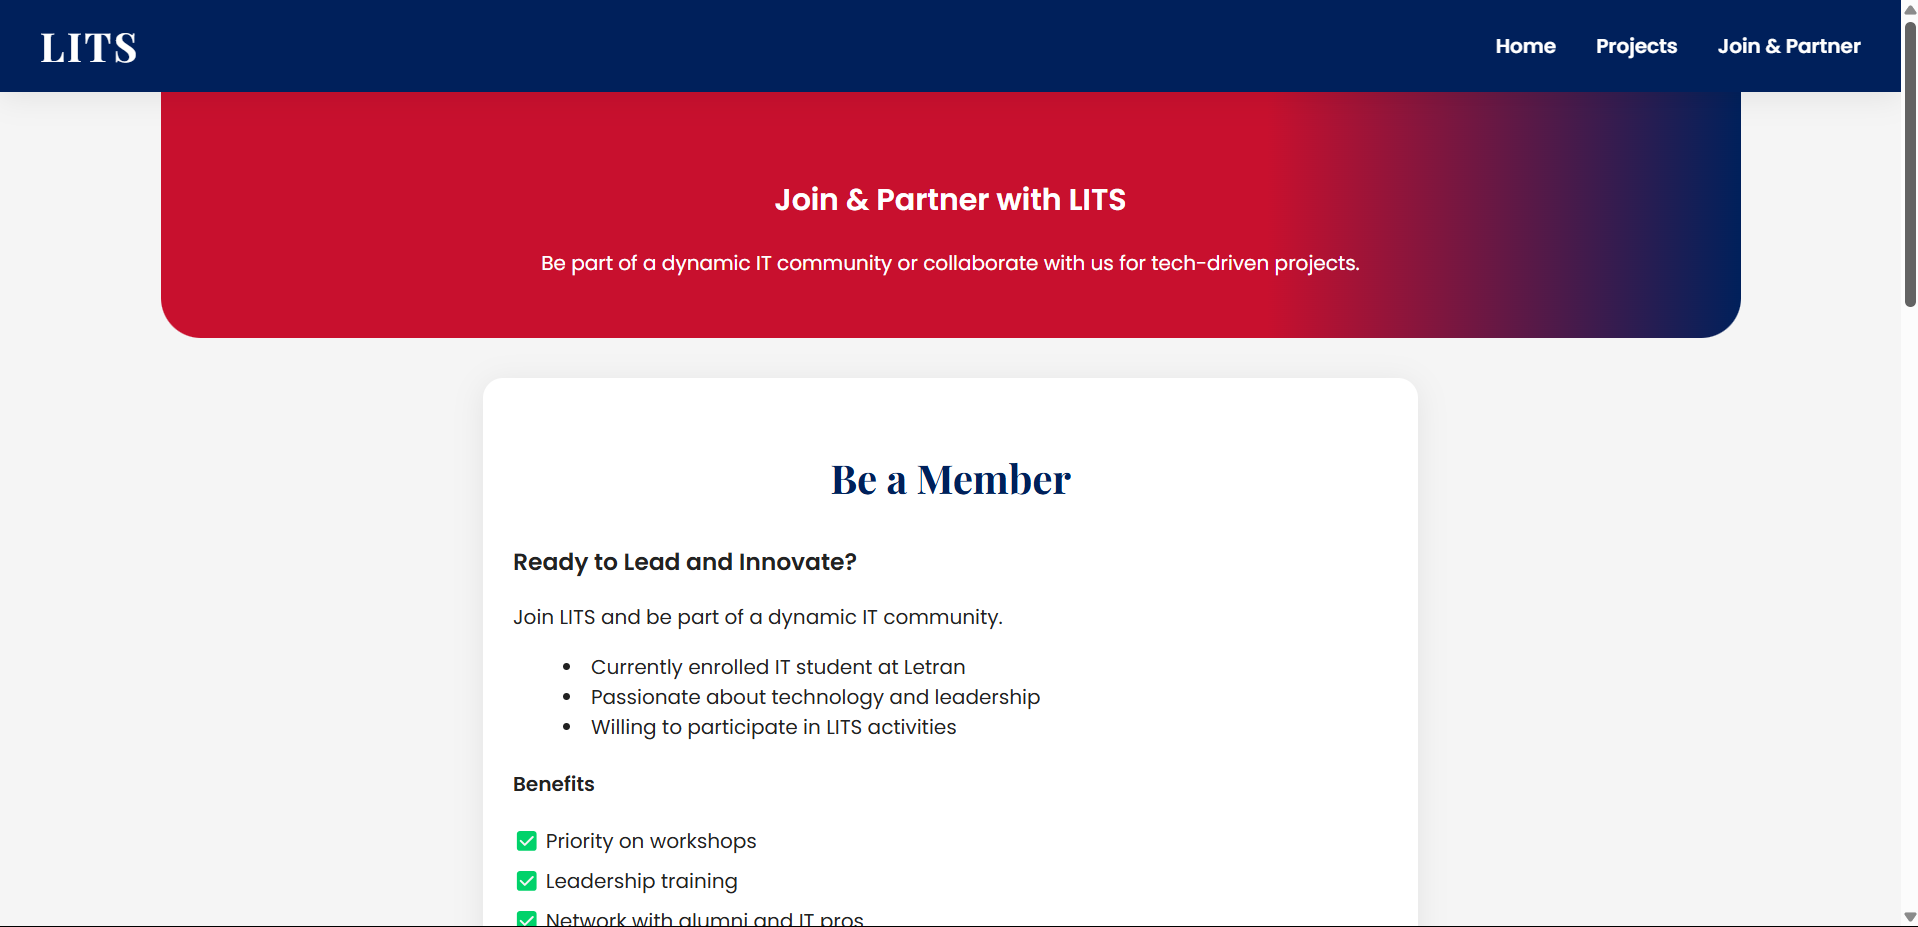 LITS
Home Projects Join & Partner
Join & Partner with LITS
Be part of a dynamic IT community or collaborate with us for tech-driven projects.
Be a Member
Ready to Lead and Innovate?
Join LITS and be part of a dynamic IT community.
Currently enrolled IT student at Letran
Passionate about technology and leadership
Willing to participate in LITS activities
Benefits
Priority on workshops
Leadership training
Network with alumni and IT pros